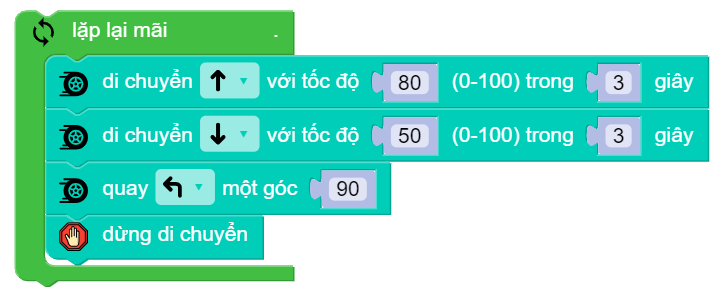 lặp lại mãi .
di chuyển với tốc độ 80 (0-100) trong 3 giây
di chuyển với tốc độ 50 (0-100) trong 3 giây
quay một góc 90
dừng di chuyển